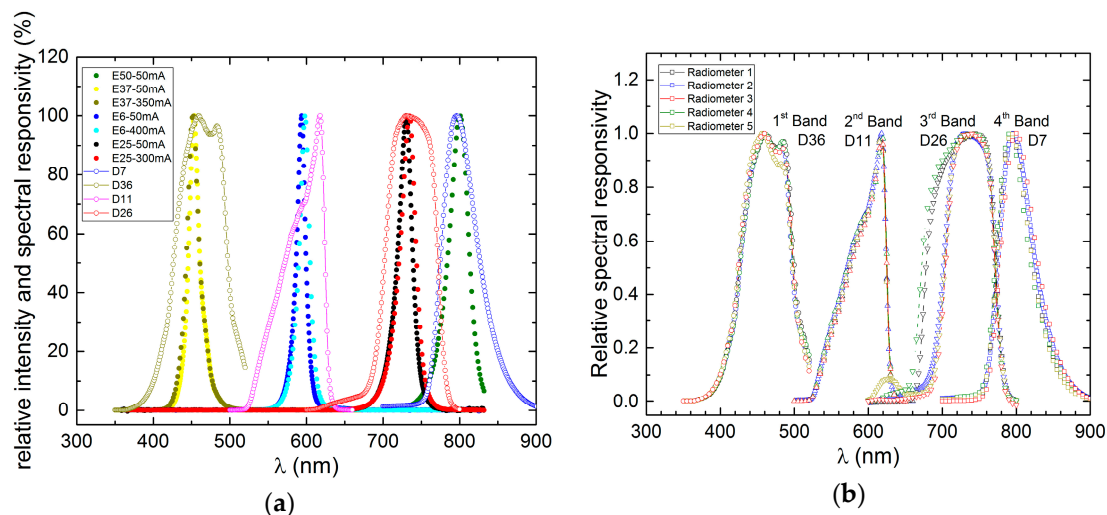 relative intensity and spectral responsivity (%)
120
100
80
60
40
20
0
E50-50mA
E37-50mA
E37-350mA
E6-50mA
E6-400mA
E25-50mA
E25-300mA
D7
D36
D11
D26
300 400 500 600 700 800 900
λ (nm)
(a)
Relative spectral responsivity
1.2
1.0
0.8
0.6
0.4
0.2
0.0
Radiometer 1
Radiometer 2
Radiometer 3
Radiometer 4
Radiometer 5
1st Band 2nd Band 3rd Band 4th Band
D36 D11 D26 D7
300 400 500 600 700 800 900
λ (nm)
(b)